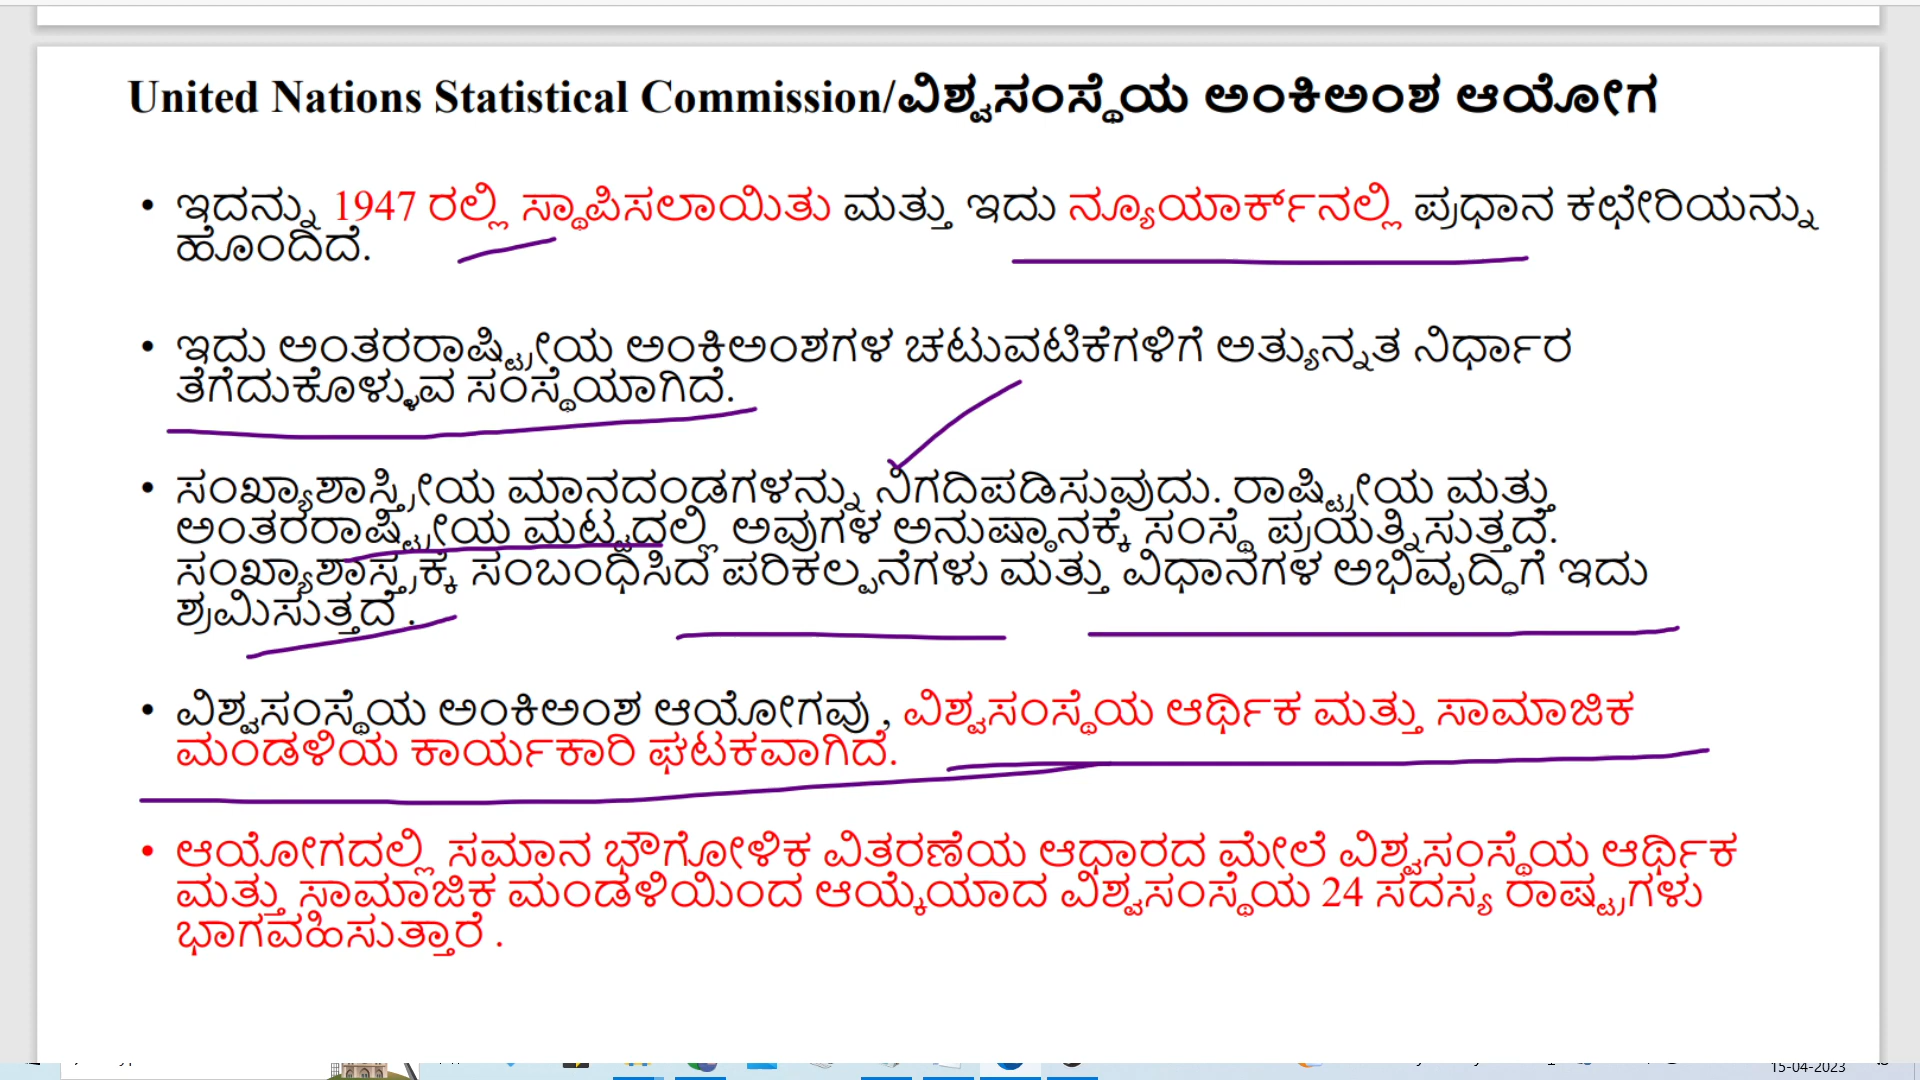 United Nations Statistical Commission/ವಿಶ್ವಸಂಸ್ಥೆಯ ಅಂಕಿಅಂಶ ಆಯೋಗ
• ಇದನ್ನು 1947 ರಲ್ಲಿ ಸ್ಥಾಪಿಸಲಾಯಿತು ಮತ್ತು ಇದು ನ್ಯೂಯಾರ್ಕ್‌ನಲ್ಲಿ ಪ್ರಧಾನ ಕಛೇರಿಯನ್ನು
ಹೊಂದಿದೆ.
• ಇದು ಅಂತರರಾಷ್ಟ್ರೀಯ ಅಂಕಿಅಂಶಗಳ ಚಟುವಟಿಕೆಗಳಿಗೆ ಅತ್ಯುನ್ನತ ನಿರ್ಧಾರ
ತೆಗೆದುಕೊಳ್ಳುವ ಸಂಸ್ಥೆಯಾಗಿದೆ.
• ಸಂಖ್ಯಾಶಾಸ್ತ್ರೀಯ ಮಾನದಂಡಗಳನ್ನು ನಿಗದಿಪಡಿಸುವುದು. ರಾಷ್ಟ್ರೀಯ ಮತ್ತು
ಅಂತರರಾಷ್ಟ್ರೀಯ ಮಟ್ಟದಲ್ಲಿ ಅವುಗಳ ಅನುಷ್ಠಾನಕ್ಕೆ ಸಂಸ್ಥೆ ಪ್ರಯತ್ನಿಸುತ್ತದೆ.
ಸಂಖ್ಯಾಶಾಸ್ತ್ರಕ್ಕೆ ಸಂಬಂಧಿಸಿದ ಪರಿಕಲ್ಪನೆಗಳು ಮತ್ತು ವಿಧಾನಗಳ ಅಭಿವೃದ್ಧಿಗೆ ಇದು
ಶ್ರಮಿಸುತ್ತದೆ .
• ವಿಶ್ವಸಂಸ್ಥೆಯ ಅಂಕಿಅಂಶ ಆಯೋಗವು , ವಿಶ್ವಸಂಸ್ಥೆಯ ಆರ್ಥಿಕ ಮತ್ತು ಸಾಮಾಜಿಕ
ಮಂಡಳಿಯ ಕಾರ್ಯಕಾರಿ ಘಟಕವಾಗಿದೆ.
• ಆಯೋಗದಲ್ಲಿ ಸಮಾನ ಭೌಗೋಳಿಕ ವಿತರಣೆಯ ಆಧಾರದ ಮೇಲೆ ವಿಶ್ವಸಂಸ್ಥೆಯ ಆರ್ಥಿಕ
ಮತ್ತು ಸಾಮಾಜಿಕ ಮಂಡಳಿಯಿಂದ ಆಯ್ಕೆಯಾದ ವಿಶ್ವಸಂಸ್ಥೆಯ 24 ಸದಸ್ಯ ರಾಷ್ಟ್ರಗಳು
ಭಾಗವಹಿಸುತ್ತಾರೆ .
15-04-2023